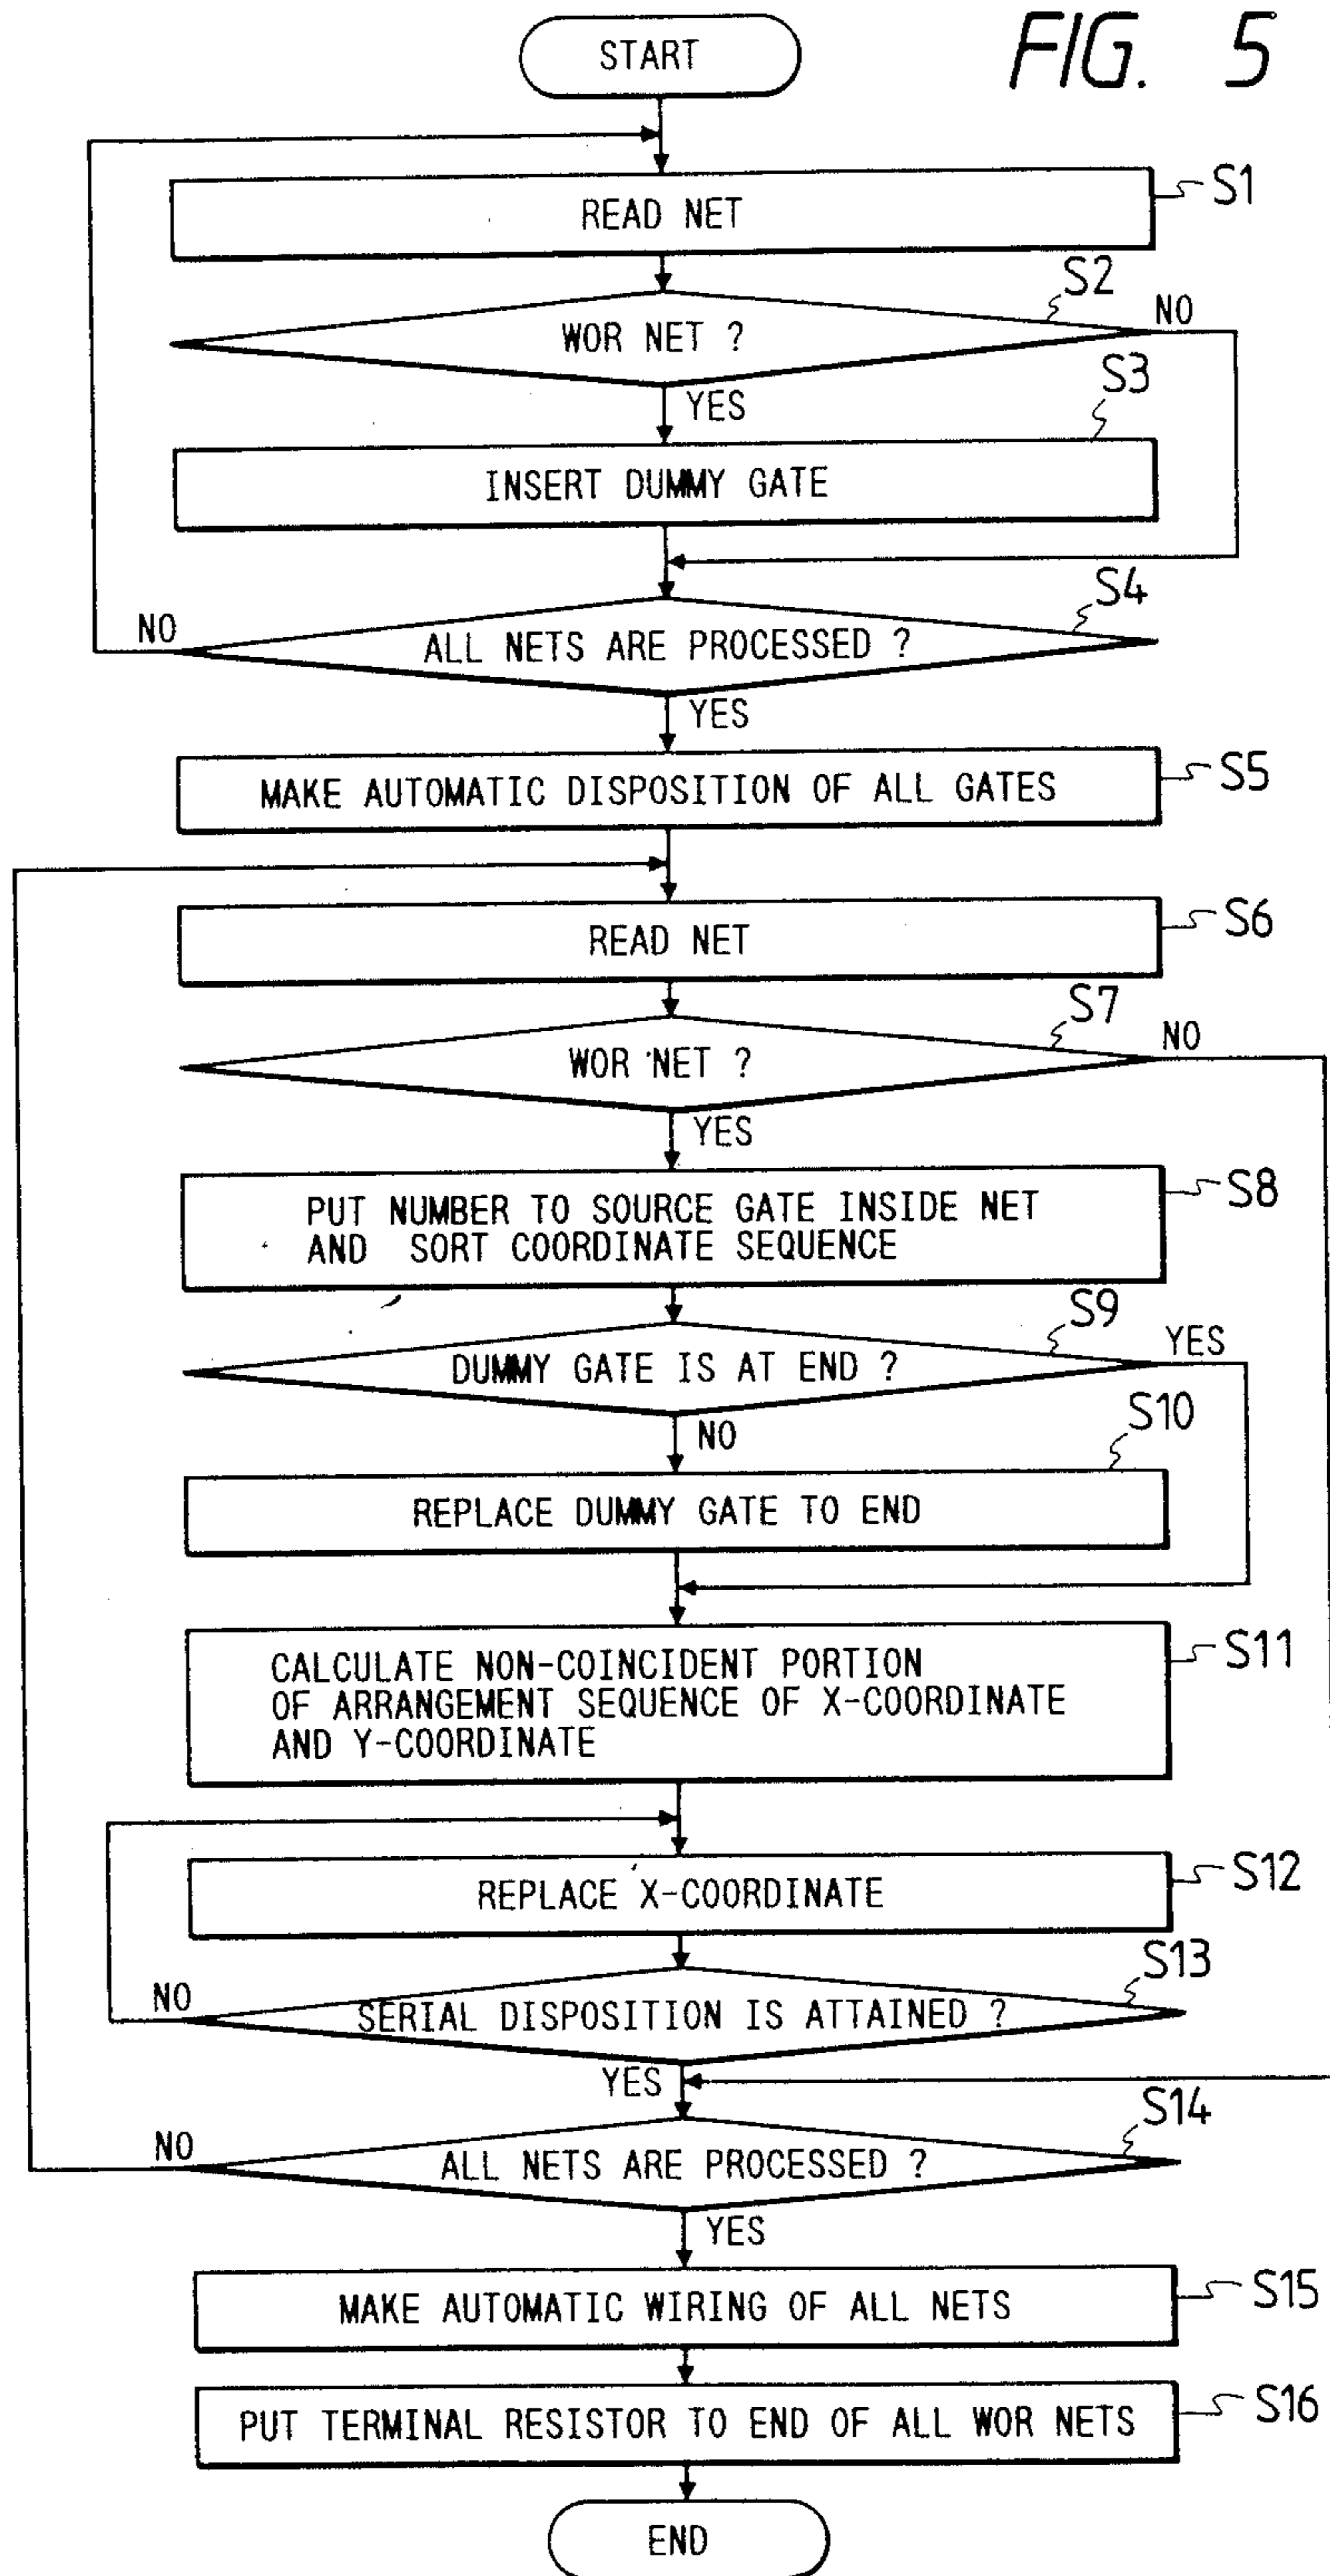 FIG. 5
START
S1
READ NET
S2
WOR NET ?
NO
YES
S3
INSERT DUMMY GATE
S4
NO
ALL NETS ARE PROCESSED ?
YES
S5
MAKE AUTOMATIC DISPOSITION OF ALL GATES
S6
READ NET
S7
WOR NET ?
NO
YES
S8
PUT NUMBER TO SOURCE GATE INSIDE NET
AND SORT COORDINATE SEQUENCE
S9
DUMMY GATE IS AT END ?
YES
NO
S10
REPLACE DUMMY GATE TO END
S11
CALCULATE NON-COINCIDENT PORTION
OF ARRANGEMENT SEQUENCE OF X-COORDINATE
AND Y-COORDINATE
S12
REPLACE X-COORDINATE
S13
NO
SERIAL DISPOSITION IS ATTAINED ?
YES
S14
NO
ALL NETS ARE PROCESSED ?
YES
S15
MAKE AUTOMATIC WIRING OF ALL NETS
S16
PUT TERMINAL RESISTOR TO END OF ALL WOR NETS
END